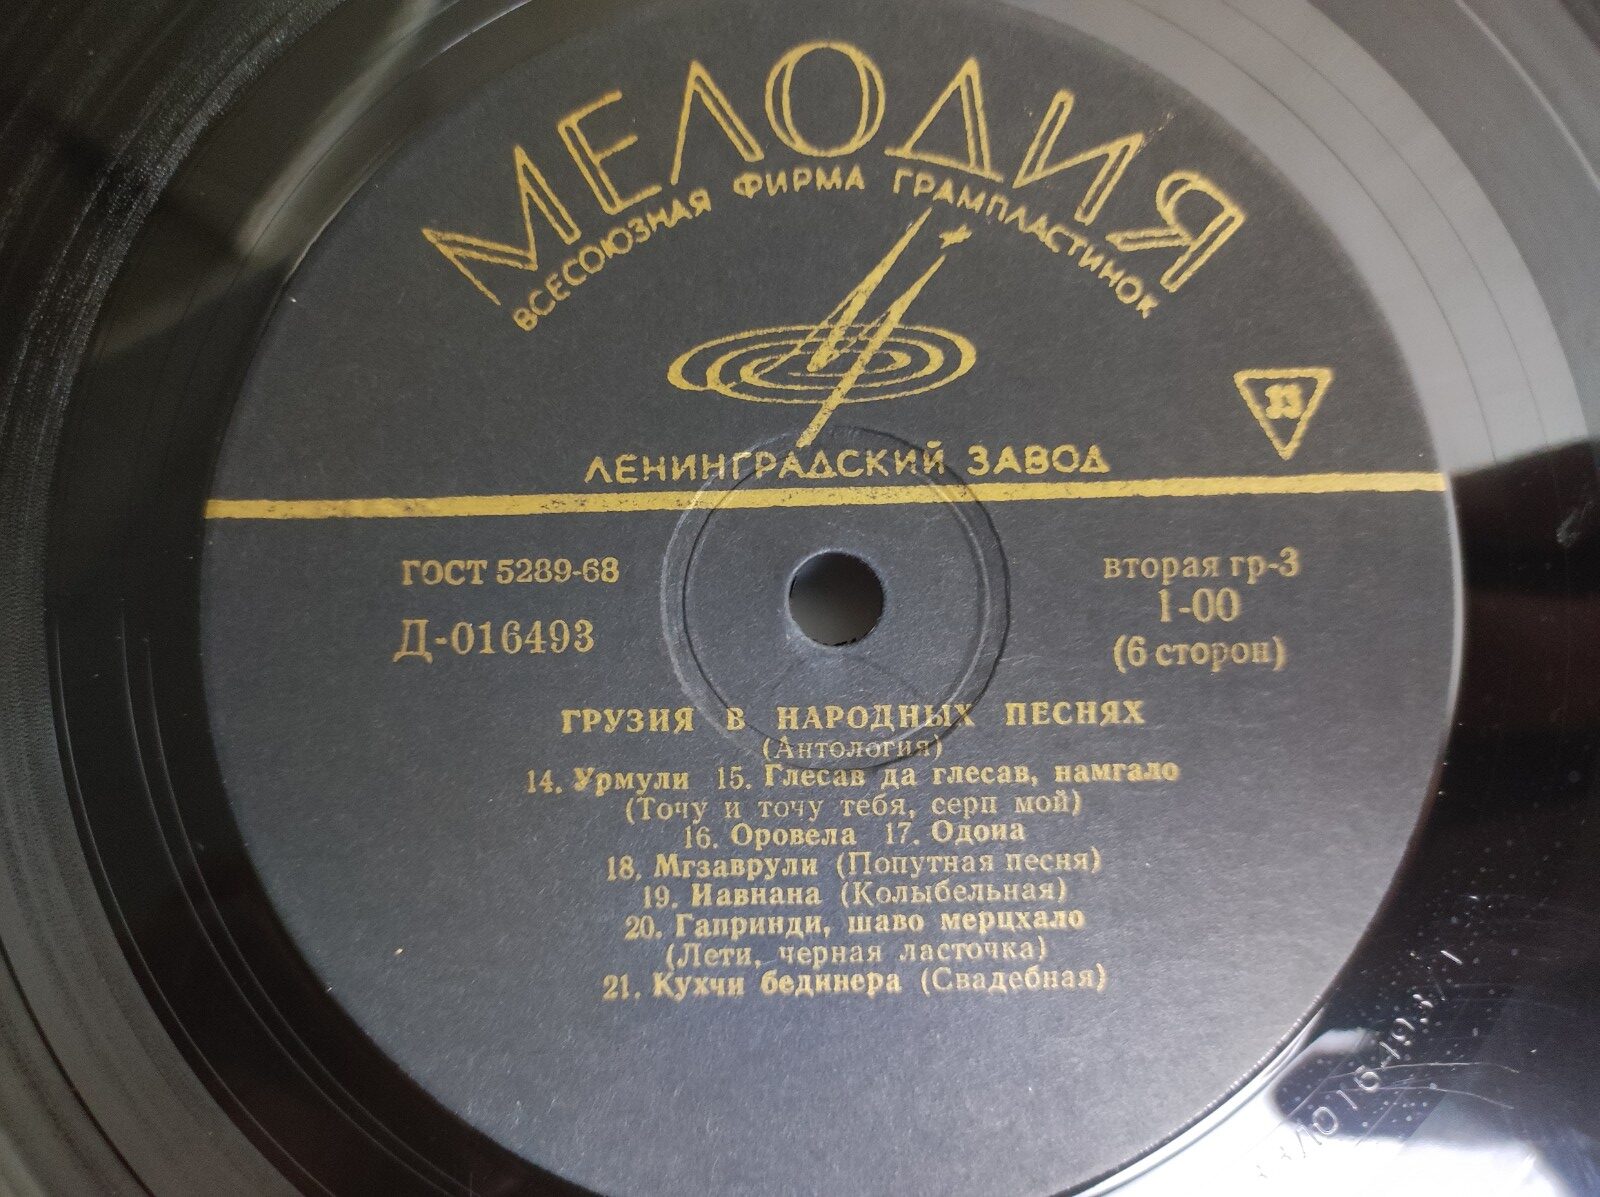 МЕЛОДИЯ
ВСЕСОЮЗНАЯ ФИРМА ГРАМПЛАСТИНОК
ЛЕНИНГРАДСКИЙ ЗАВОД
ГОСТ 5289-68
вторая гр-3
Д-016493
1-00
(6 сторон)
ГРУЗИЯ В НАРОДНЫХ ПЕСНЯХ
(Антология)
14. Урмули 15. Глесав да глесав, намгало
(Точу и точу тебя, серп мой)
16. Оровела 17. Одоиа
18. Мгзаврули (Попутная песня)
19. Иавнана (Колыбельная)
20. Гапринди, шаво мерцхало
(Лети, черная ласточка)
21. Кухчи бединера (Свадебная)